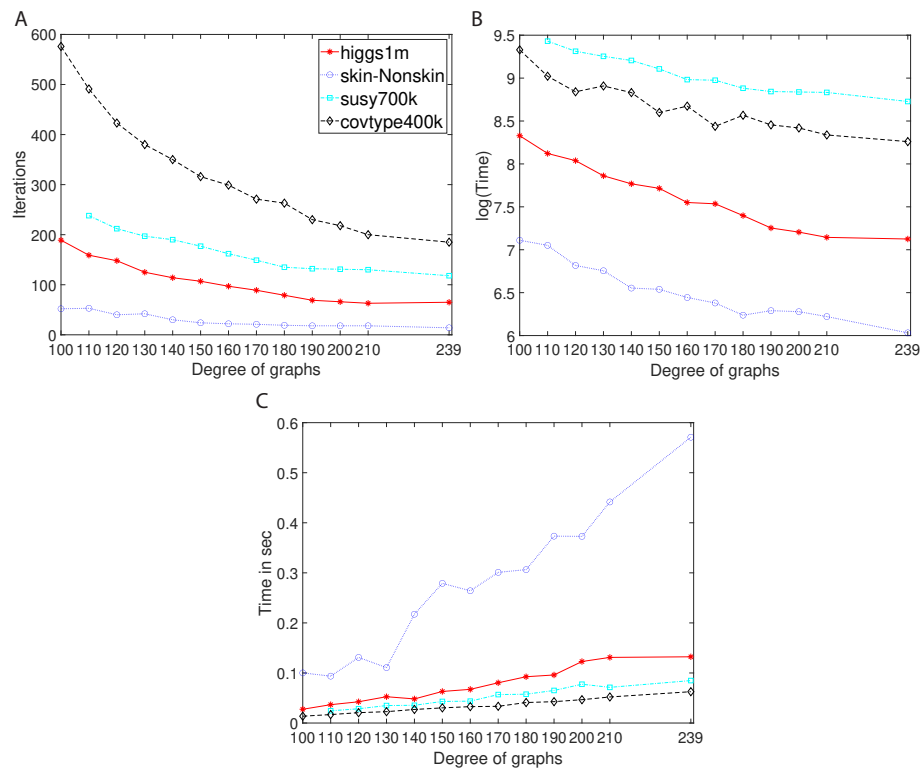 A
600
500
400
300
200
100
0
Iterations
higgs1m
skin-Nonskin
susy700k
covtype400k
100 110 120 130 140 150 160 170 180 190 200 210 239
Degree of graphs
B
9.5
9
8.5
8
7.5
7
6.5
6
log(Time)
100 110 120 130 140 150 160 170 180 190 200 210 239
Degree of graphs
C
0.6
0.5
0.4
0.3
0.2
0.1
0
Time in sec
100 110 120 130 140 150 160 170 180 190 200 210 239
Degree of graphs